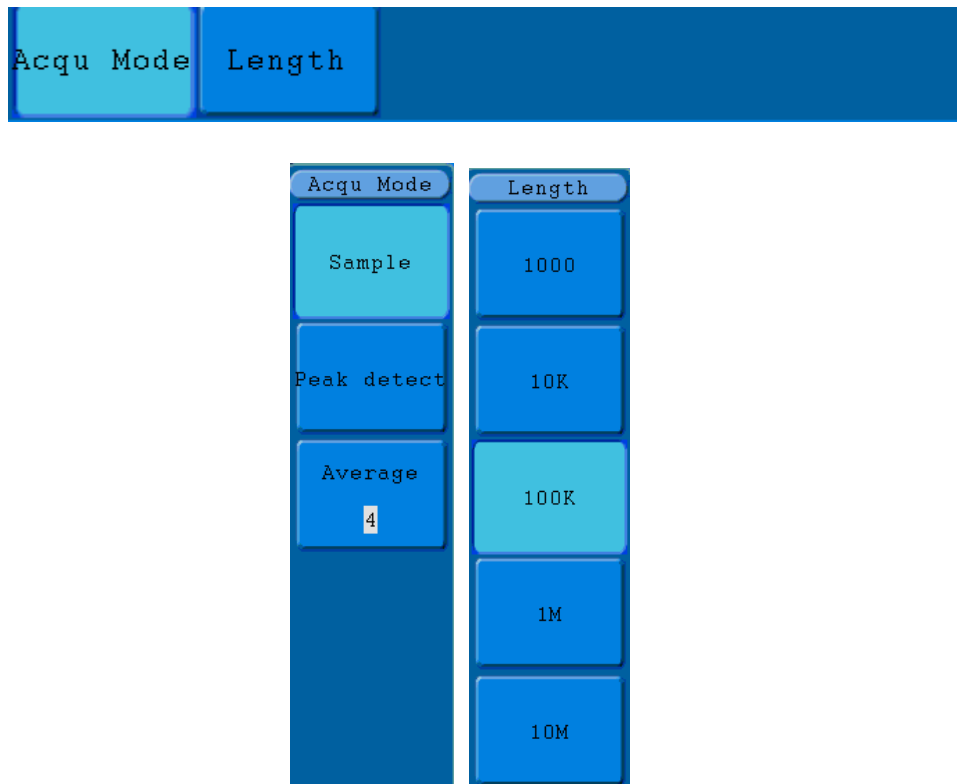 Acqu Mode Length
Acqu Mode
Sample
Peak detect
Average
4
Length
1000
10K
100K
1M
10M